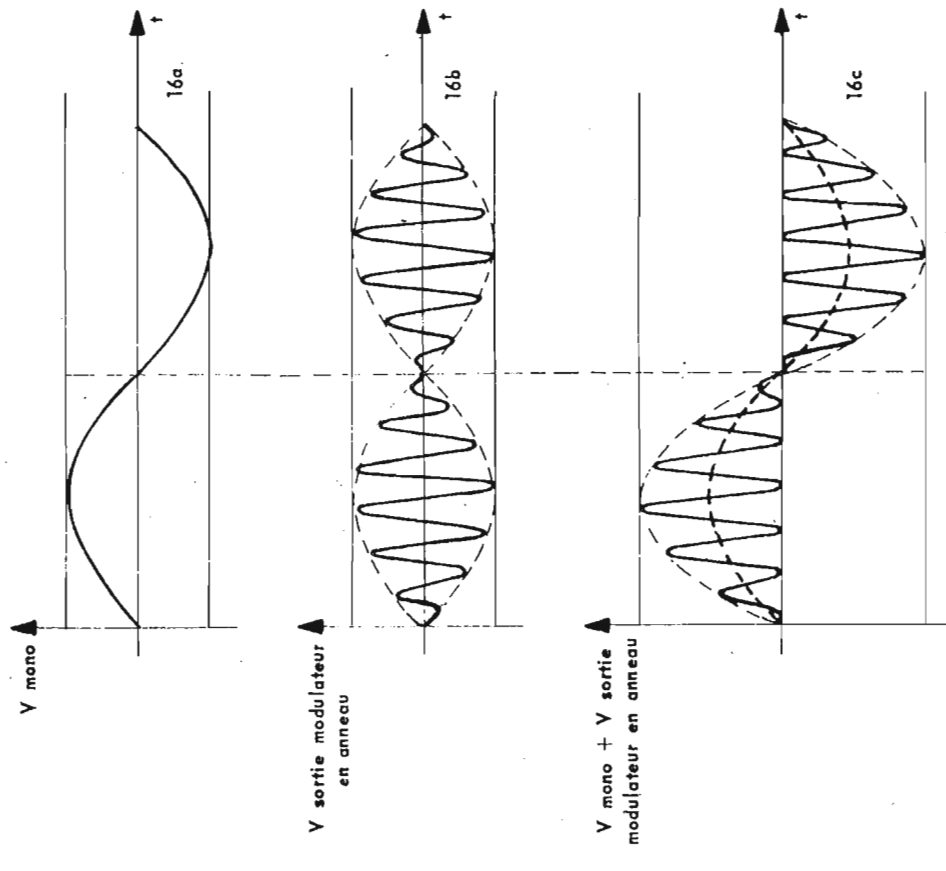 V mono
t
16a
V sortie modulateur
en anneau
t
16b
V mono + V sortie
modulateur en anneau
t
16c